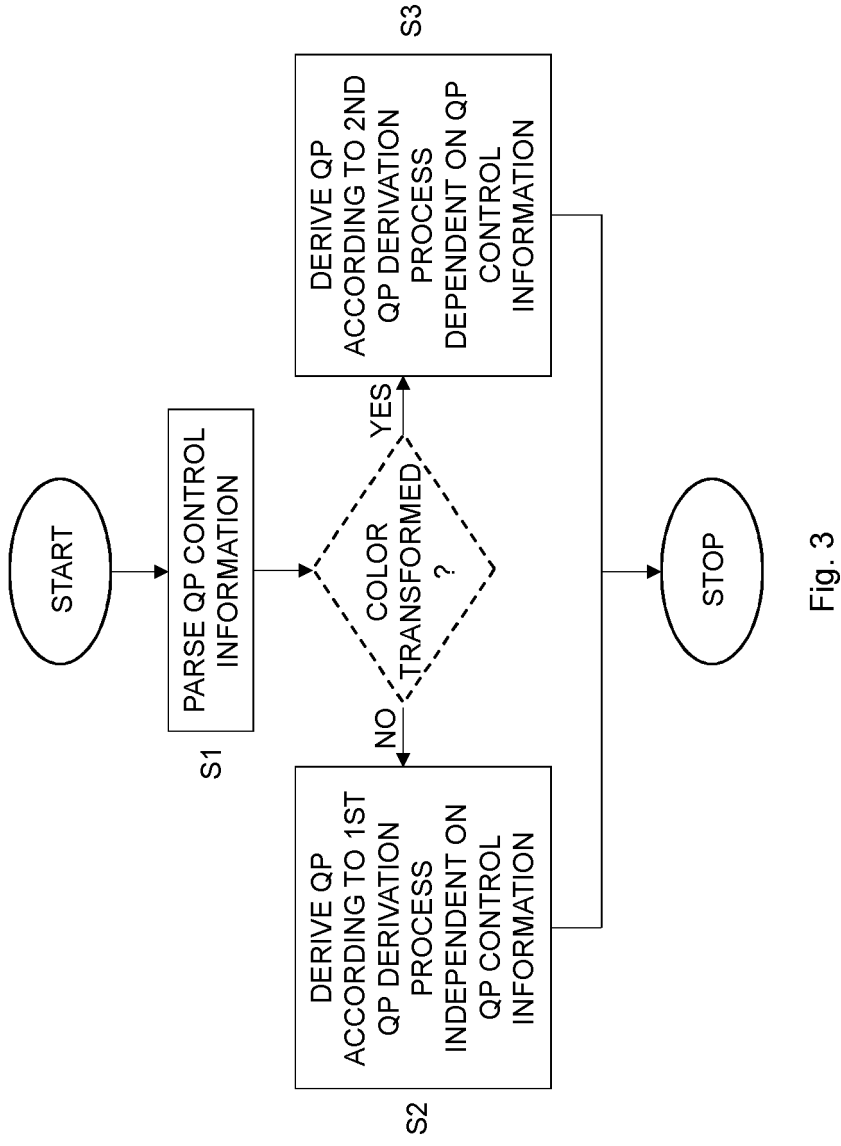 START
S1
PARSE QP CONTROL
INFORMATION
COLOR
TRANSFORMED
?
NO
YES
S2
DERIVE QP
ACCORDING TO 1ST
QP DERIVATION
PROCESS
INDEPENDENT ON
QP CONTROL
INFORMATION
DERIVE QP
ACCORDING TO 2ND
QP DERIVATION
PROCESS
DEPENDENT ON QP
CONTROL
INFORMATION
S3
STOP
Fig. 3